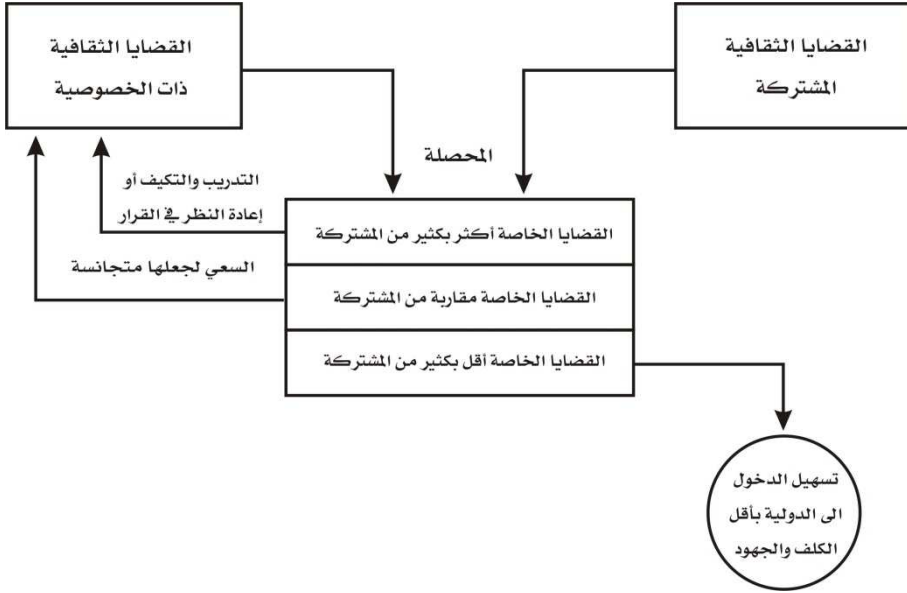 القضايا الثقافية
المشتركة
القضايا الثقافية
ذات الخصوصية
المحصلة
التدريب والتكيف أو
إعادة النظر في القرار
السعي لجعلها متجانسة
القضايا الخاصة أكثر بكثير من المشتركة
القضايا الخاصة مقاربة من المشتركة
القضايا الخاصة أقل بكثير من المشتركة
تسهيل الدخول
الى الدولية بأقل
الكلف والجهود